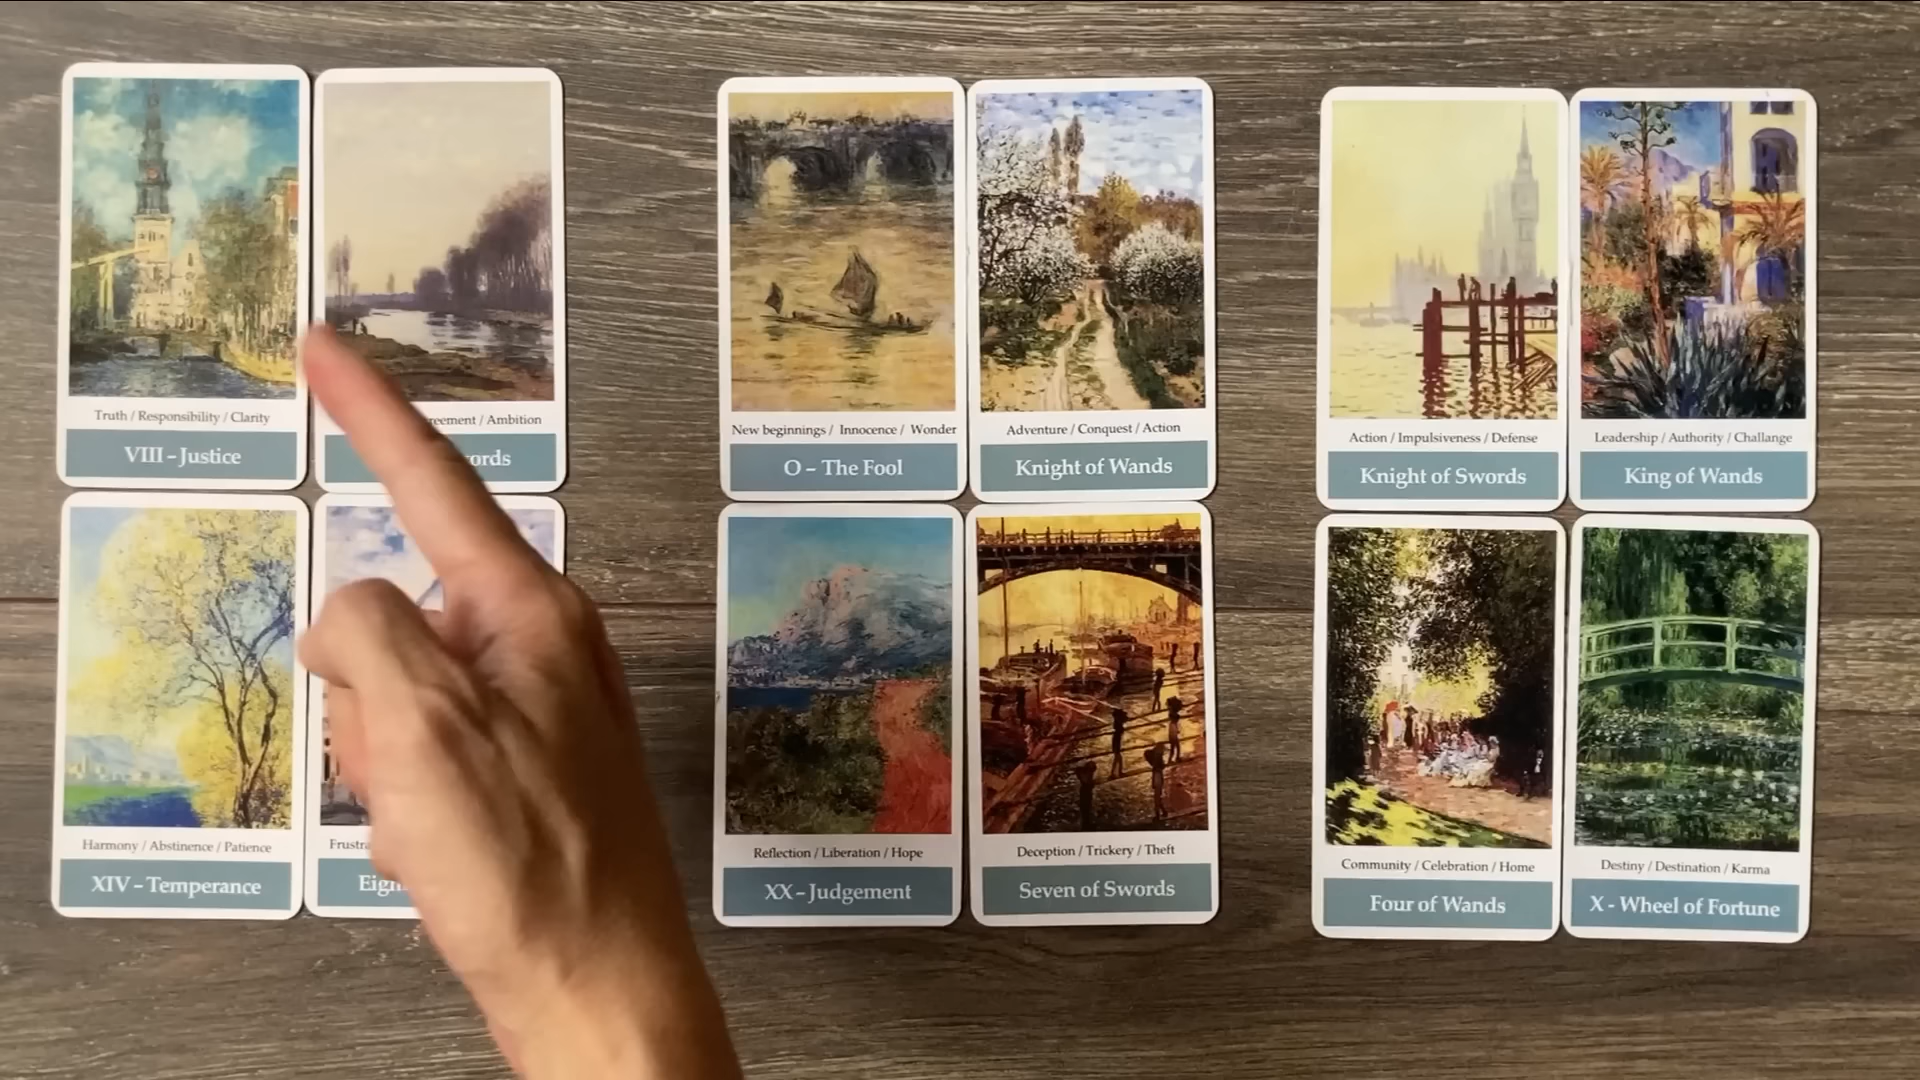 Truth / Responsibility / Clarity
VIII – Justice
/ Ambition
Harmony / Abstinence / Patience
XIV – Temperance
New beginnings / Innocence / Wonder
O – The Fool
Adventure / Conquest / Action
Knight of Wands
Reflection / Liberation / Hope
XX – Judgement
Deception / Trickery / Theft
Seven of Swords
Action / Impulsiveness / Defense
Knight of Swords
Leadership / Authority / Challange
King of Wands
Community / Celebration / Home
Four of Wands
Destiny / Destination / Karma
X - Wheel of Fortune